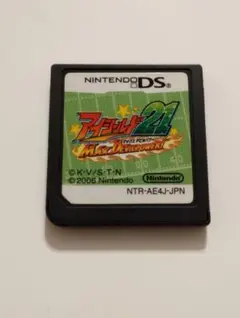 NINTENDO DS
アイシールド21
MAX DEVILPOWER!
© K・V／S・T・N
© 2006 Nintendo
Nintendo
NTR-AE4J-JPN